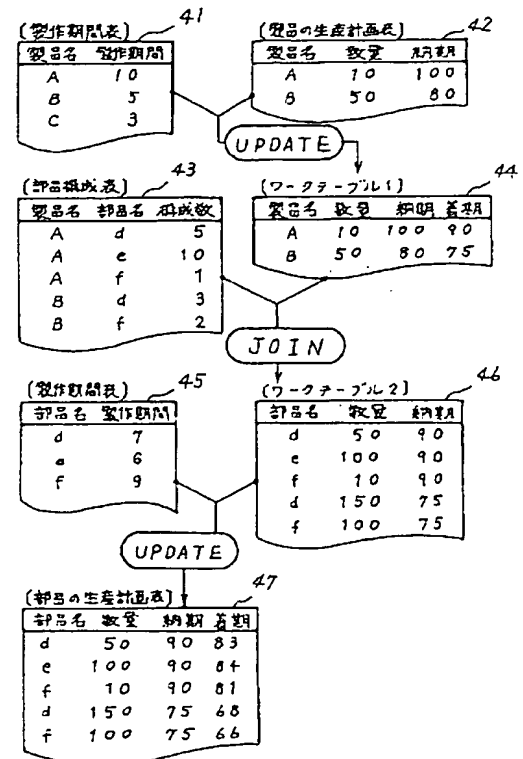 (製作期間表) 41
製品名 製作期間
A 10
B 5
C 3
(製品の生産計画表) 42
製品名 数量 納期
A 10 100
B 50 80
UPDATE
(部品構成表) 43
製品名 部品名 構成数
A d 5
A e 10
A f 1
B d 3
B f 2
(ワークテーブル1) 44
製品名 数量 納期 着期
A 10 100 90
B 50 80 75
JOIN
(製作期間表) 45
部品名 製作期間
d 7
e 6
f 9
(ワークテーブル2) 46
部品名 数量 納期
d 50 90
e 100 90
f 10 90
d 150 75
f 100 75
UPDATE
(部品の生産計画表) 47
部品名 数量 納期 着期
d 50 90 83
e 100 90 84
f 10 90 81
d 150 75 68
f 100 75 66